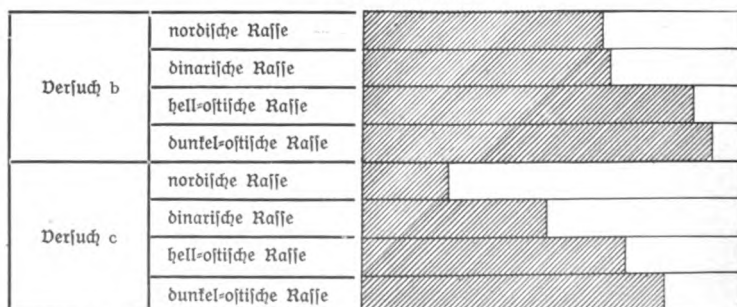 Verſuch b
nordiſche Raſſe
dinariſche Raſſe
hell-oſtiſche Raſſe
dunkel-oſtiſche Raſſe
Verſuch c
nordiſche Raſſe
dinariſche Raſſe
hell-oſtiſche Raſſe
dunkel-oſtiſche Raſſe